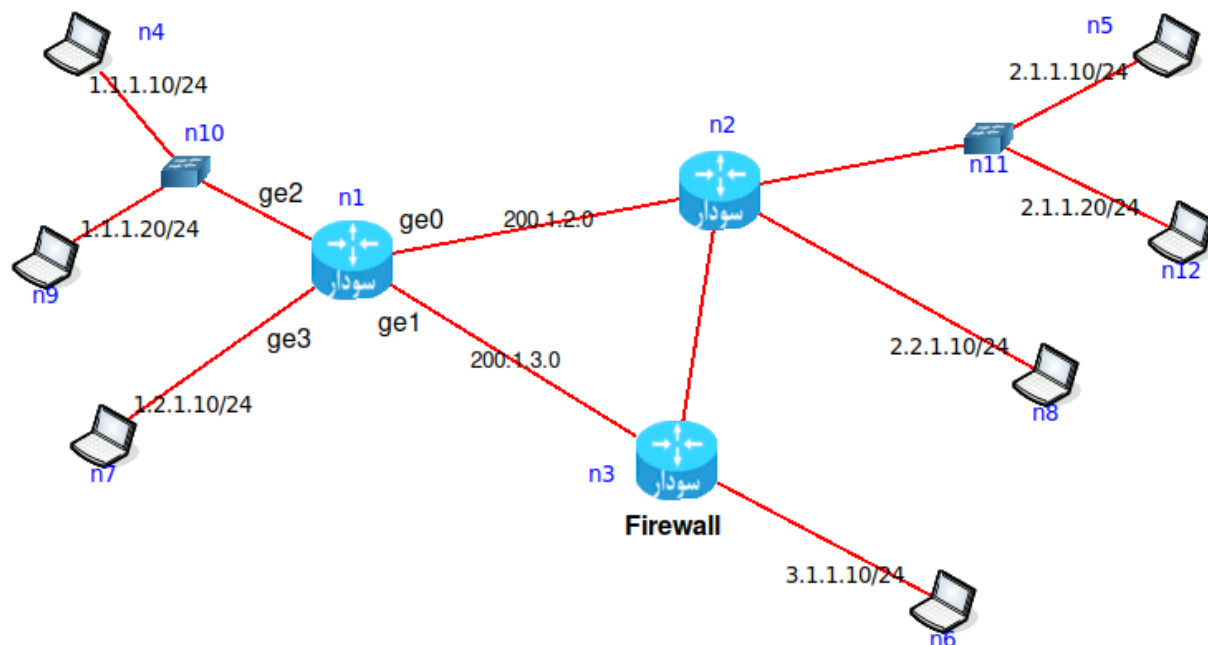 n4
n5
1.1.1.10/24
2.1.1.10/24
n10
n2
n11
ge2
n1
ge0
200.1.2.0
سودار
2.1.1.20/24
1.1.1.20/24
n12
سودار
n9
ge1
ge3
200.1.3.0
2.2.1.10/24
1.2.1.10/24
n8
n7
n3
سودار
Firewall
3.1.1.10/24
n6